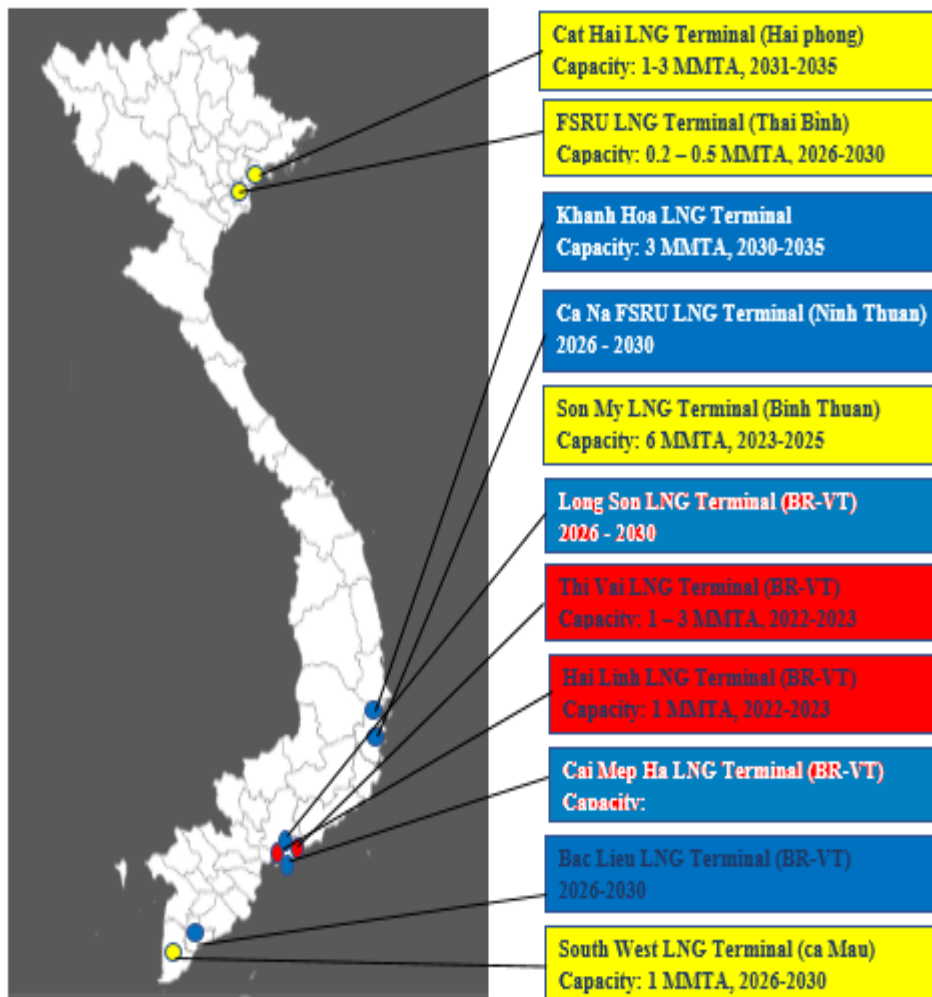 Cat Hai LNG Terminal (Hai phong)
Capacity: 1-3 MMTA, 2031-2035
FSRU LNG Terminal (Thai Binh)
Capacity: 0.2 – 0.5 MMTA, 2026-2030
Khanh Hoa LNG Terminal
Capacity: 3 MMTA, 2030-2035
Ca Na FSRU LNG Terminal (Ninh Thuan)
2026 - 2030
Son My LNG Terminal (Binh Thuan)
Capacity: 6 MMTA, 2023-2025
Long Son LNG Terminal (BR-VT)
2026 - 2030
Thi Vai LNG Terminal (BR-VT)
Capacity: 1 – 3 MMTA, 2022-2023
Hai Linh LNG Terminal (BR-VT)
Capacity: 1 MMTA, 2022-2023
Cai Mep Ha LNG Terminal (BR-VT)
Capacity:
Bac Lieu LNG Terminal (BR-VT)
2026-2030
South West LNG Terminal (ca Mau)
Capacity: 1 MMTA, 2026-2030